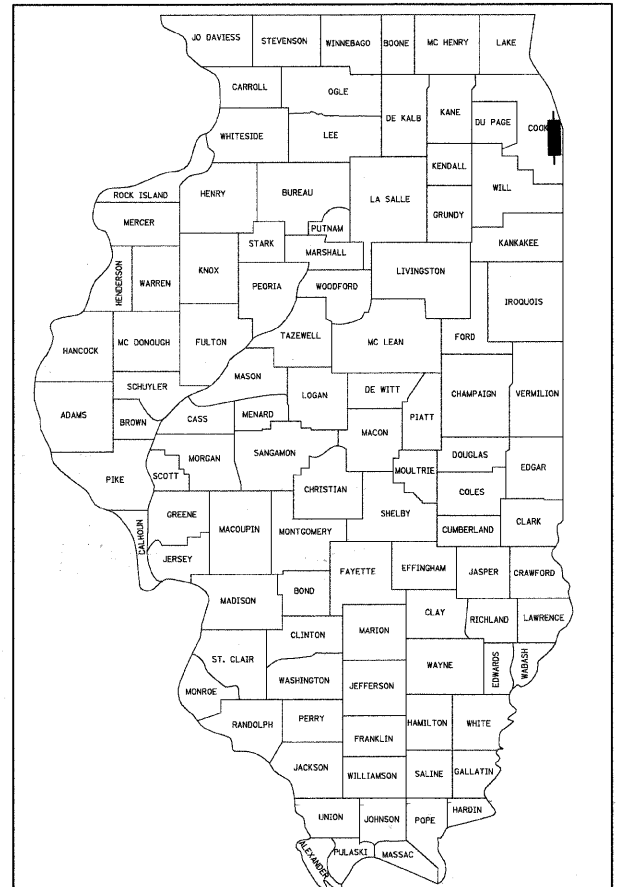 JO DAVIESS
STEVENSON
WINNEBAGO
BOONE
MC HENRY
LAKE
CARROLL
OGLE
DE KALB
KANE
DU PAGE
COOK
WHITESIDE
LEE
KENDALL
WILL
ROCK ISLAND
HENRY
BUREAU
LA SALLE
GRUNDY
MERCER
PUTNAM
STARK
MARSHALL
KANKAKEE
HENDERSON
WARREN
KNOX
PEORIA
WOODFORD
LIVINGSTON
IROQUOIS
HANCOCK
MC DONOUGH
FULTON
TAZEWELL
MC LEAN
FORD
SCHUYLER
MASON
LOGAN
DE WITT
CHAMPAIGN
VERMILION
ADAMS
BROWN
CASS
MENARD
MACON
PIATT
MORGAN
SANGAMON
DOUGLAS
EDGAR
PIKE
SCOTT
CHRISTIAN
MOULTRIE
COLES
GREENE
MACOUPIN
MONTGOMERY
SHELBY
CUMBERLAND
CLARK
CALHOUN
JERSEY
FAYETTE
EFFINGHAM
JASPER
CRAWFORD
MADISON
BOND
CLAY
RICHLAND
LAWRENCE
CLINTON
MARION
ST. CLAIR
WAYNE
EDWARDS
WABASH
MONROE
WASHINGTON
JEFFERSON
RANDOLPH
PERRY
HAMILTON
WHITE
FRANKLIN
JACKSON
WILLIAMSON
SALINE
GALLATIN
UNION
JOHNSON
POPE
HARDIN
ALEXANDER
PULASKI
MASSAC